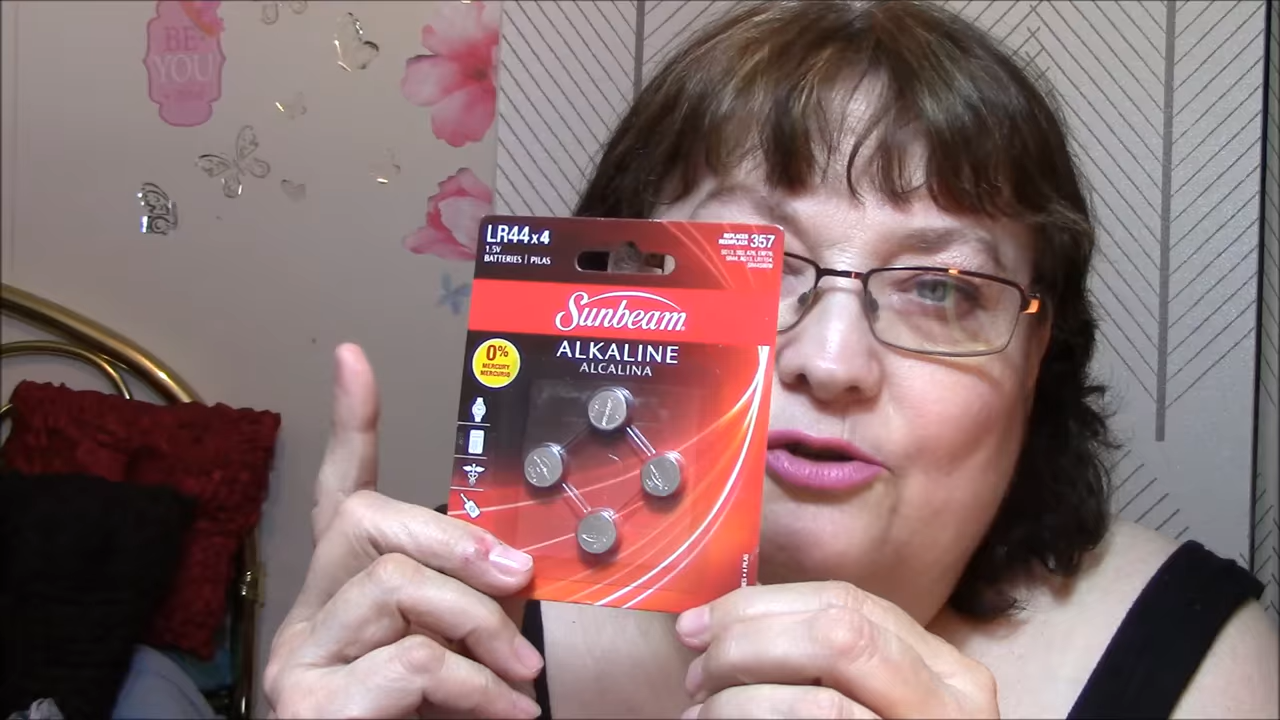 BE
YOU
LR44x4
1.5V
BATTERIES | PILAS
REPLACES
REEMPLAZA
357
Sunbeam
ALKALINE
ALCALINA
0%
MERCURY
MERCURIO